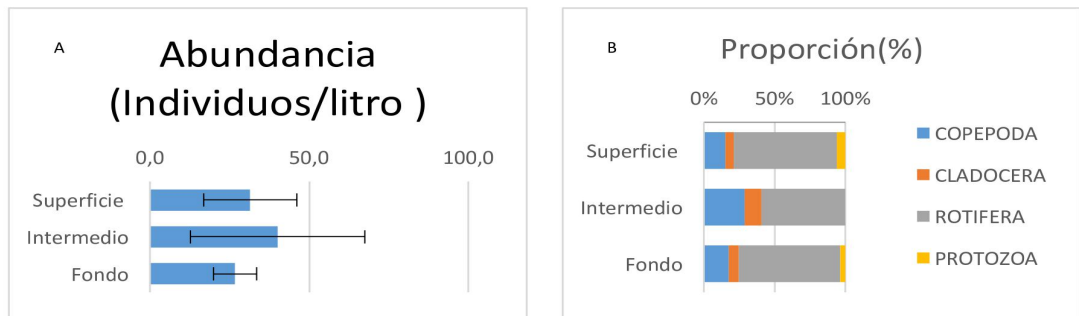 A
Abundancia
(Individuos/litro )
0,0 50,0 100,0
Superficie
Intermedio
Fondo
B
Proporción(%)
0% 50% 100%
Superficie
Intermedio
Fondo
COPEPODA
CLADOCERA
ROTIFERA
PROTOZOA